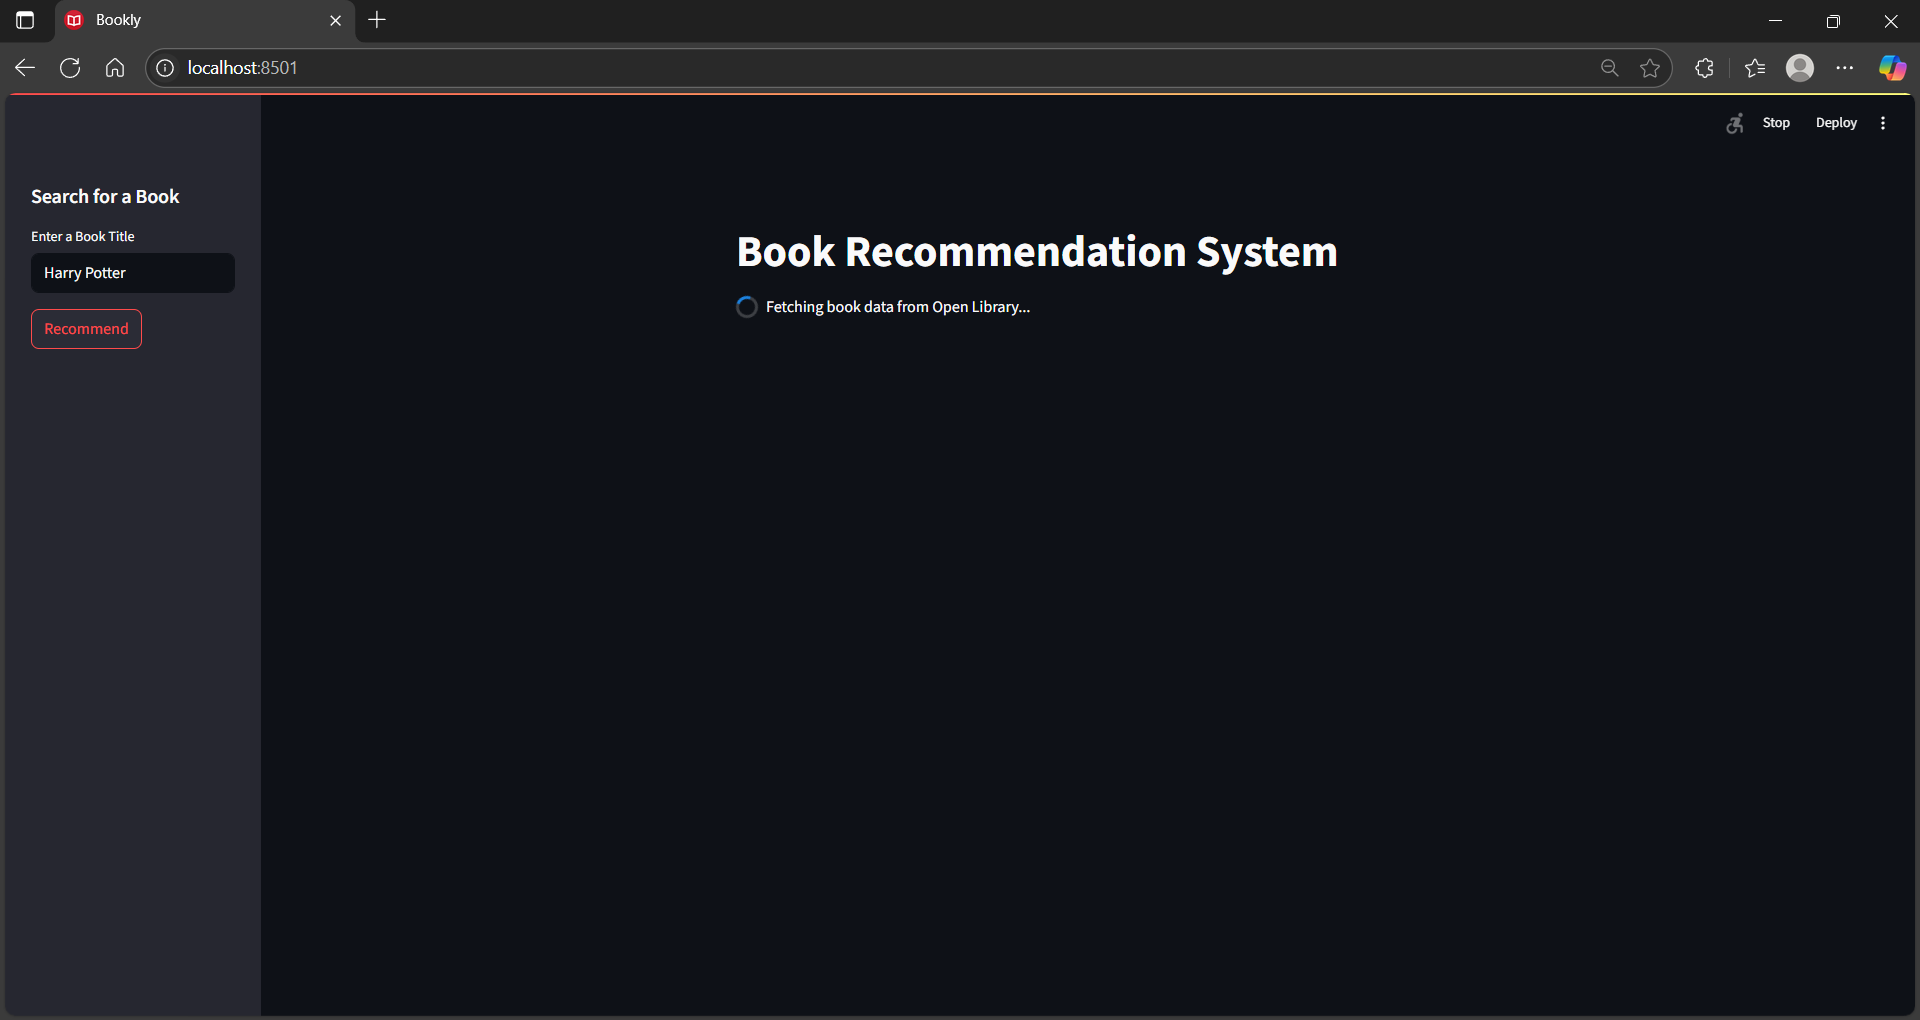 Bookly
localhost:8501
Stop Deploy
Search for a Book
Enter a Book Title
Harry Potter
Recommend
Book Recommendation System
Fetching book data from Open Library...